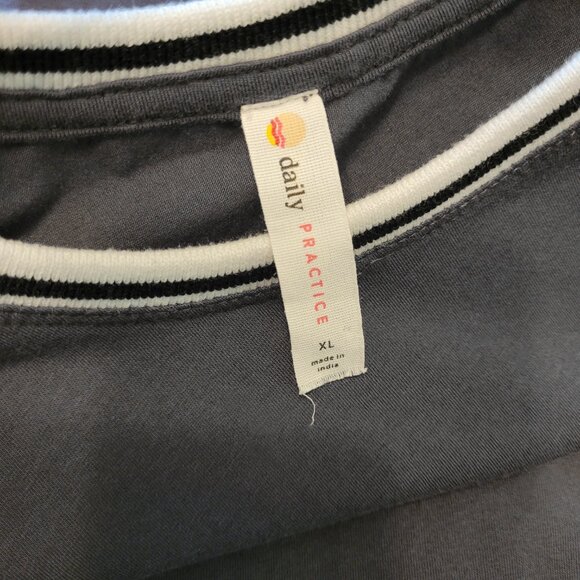 daily
PRACTICE
XL
made in
india